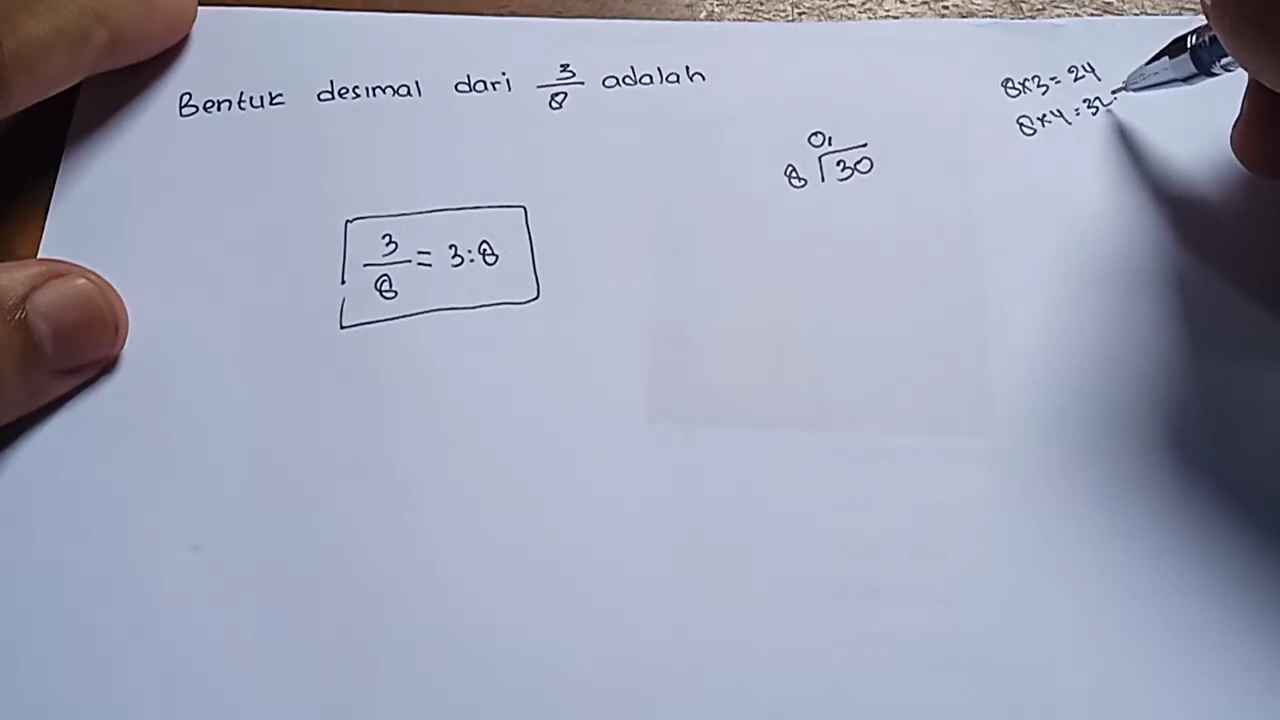 Bentuk desimal dari 3/8 adalah
8x3=24
8x4=32
0,
8 √30
3/8 = 3:8